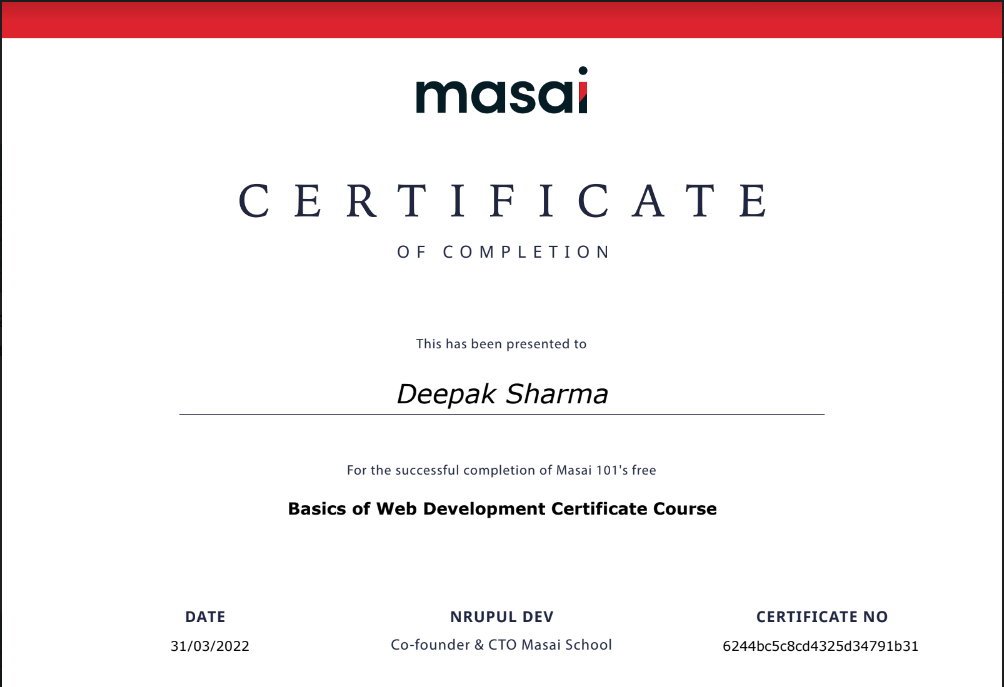 masai
CERTIFICATE
OF COMPLETION
This has been presented to
Deepak Sharma
For the successful completion of Masai 101's free
Basics of Web Development Certificate Course
DATE
31/03/2022
NRUPUL DEV
Co-founder & CTO Masai School
CERTIFICATE NO
6244bc5c8cd4325d34791b31